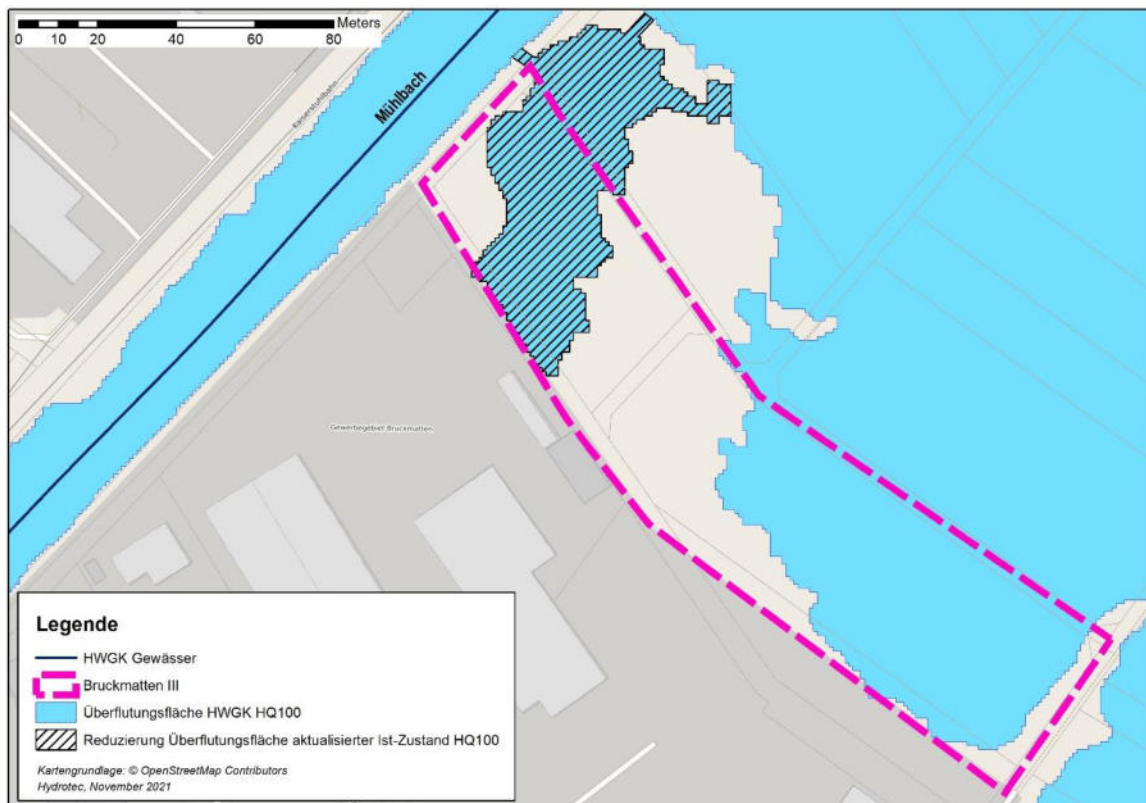 Meters
0 10 20 40 60 80
Kaiserstuhlbahn
Mühlbach
Gewerbegebiet Bruckmatten
Legende
HWGK Gewässer
Bruckmatten III
Überflutungsfläche HWGK HQ100
Reduzierung Überflutungsfläche aktualisierter Ist-Zustand HQ100
Kartengrundlage: © OpenStreetMap Contributors
Hydrotec, November 2021